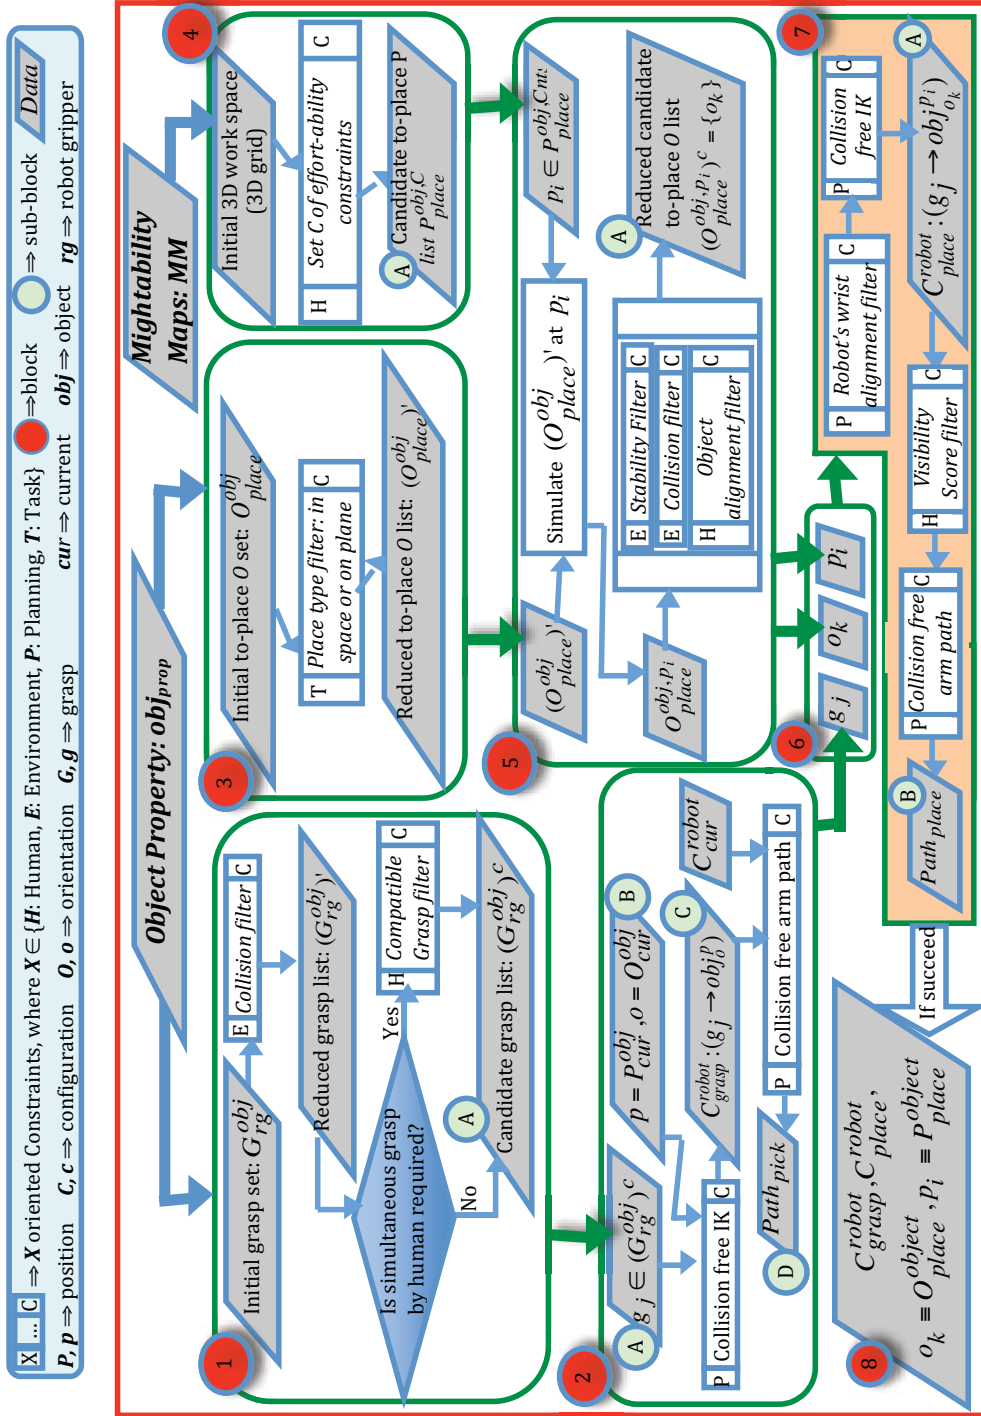 X ... C ⇒ X oriented Constraints, where X ∈ {H: Human, E: Environment, P: Planning, T: Task} ⇒block ⇒ sub-block Data
P, p ⇒ position C, c ⇒ configuration O, o ⇒ orientation G,g ⇒ grasp cur ⇒ current obj ⇒ object rg ⇒ robot gripper
Object Property: obj_prop
Mightability
Maps: MM
1
Initial grasp set: G_rg^obj
E Collision filter C
Reduced grasp list: (G_rg^obj)'
Is simultaneous grasp
by human required?
Yes
No
H Compatible C
Grasp filter
A
Candidate grasp list: (G_rg^obj)^c
3
Initial to-place O set: O_place^obj
T Place type filter: in C
space or on plane
Reduced to-place O list: (O_place^obj)'
4
Initial 3D work space
(3D grid)
H Set C of effort-ability C
constraints
A
Candidate to-place P
list P_place^obj,C
2
A
g_j ∈ (G_rg^obj)^c
B
p = P_cur^obj, o = O_cur^obj
P Collision free IK C
C
C_grasp^robot : (g_j → obj_o^p)
C_cur^robot
P Collision free arm path C
D
Path_pick
5
(O_place^obj)'
Simulate (O_place^obj)' at p_i
p_i ∈ P_place^obj,Cnts
O_place^obj,p_i
E Stability Filter C
E Collision filter C
H Object C
alignment filter
A
Reduced candidate
to-place O list
(O_place^obj,p_i)^c = {o_k}
6
g_j
o_k
p_i
7
P Robot's wrist C
alignment filter
P Collision C
free IK
A
C_place^robot : (g_j → obj_o_k^p_i)
H Visibility C
Score filter
P Collision free C
arm path
B
Path_place
If succeed
8
C_grasp^robot, C_place^robot,
o_k ≡ O_place^object, p_i ≡ P_place^object